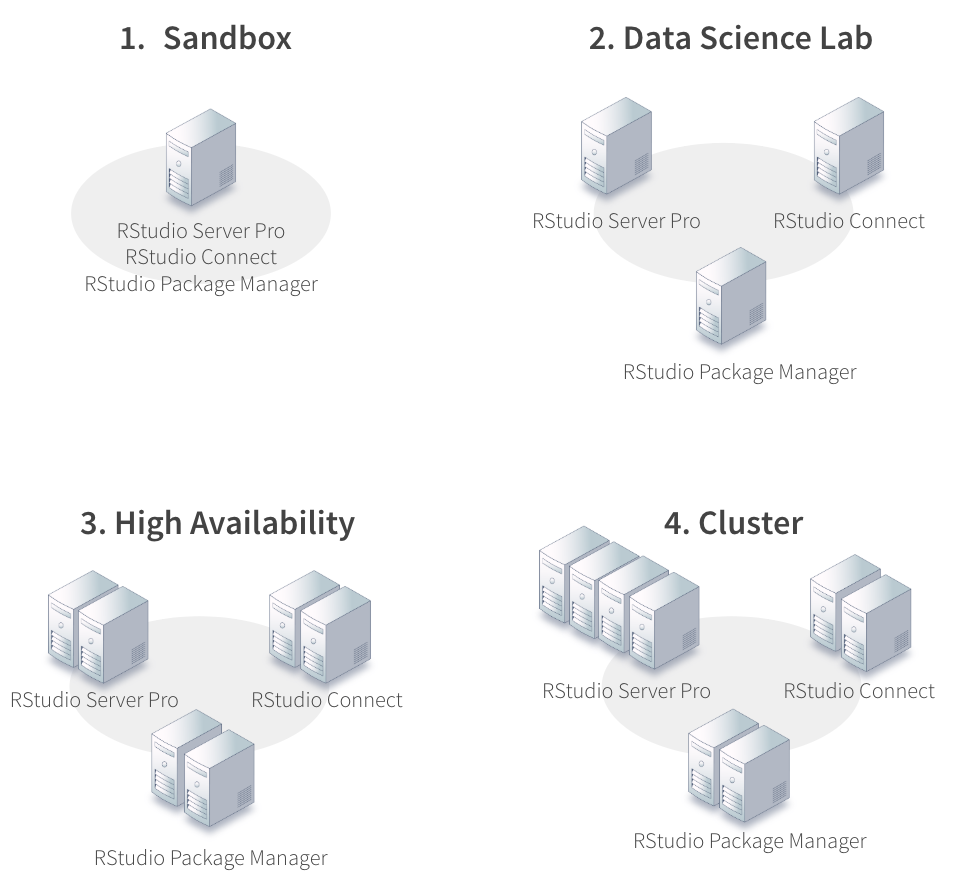 1. Sandbox
RStudio Server Pro
RStudio Connect
RStudio Package Manager
2. Data Science Lab
RStudio Server Pro
RStudio Connect
RStudio Package Manager
3. High Availability
RStudio Server Pro
RStudio Connect
RStudio Package Manager
4. Cluster
RStudio Server Pro
RStudio Connect
RStudio Package Manager